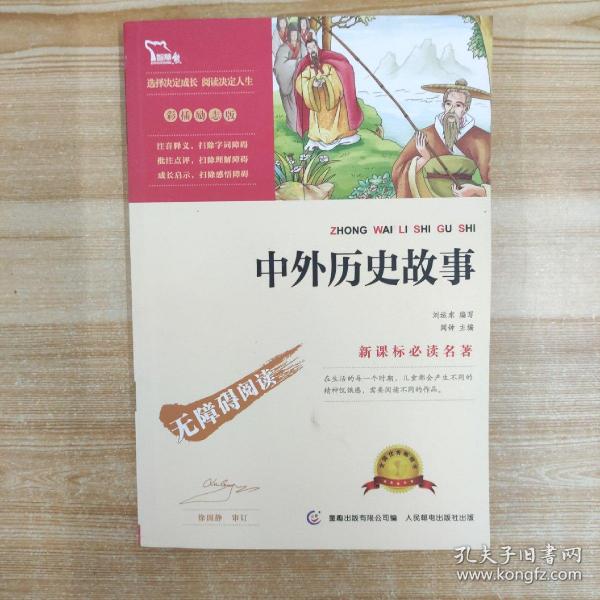 智慧熊
选择决定成长 阅读决定人生
彩插励志版
注音释义，扫除字词障碍
批注点评，扫除理解障碍
成长启示，扫除感悟障碍
ZHONG WAI LI SHI GU SHI
中外历史故事
刘运来 编写
闻钟 主编
新课标必读名著
在生活的每一个时期，儿童都会产生不同的
精神饥饿感，需要阅读不同的作品。
无障碍阅读
徐国静 审订
童趣出版有限公司编 人民邮电出版社出版
孔夫子旧书网
www.kongfz.com